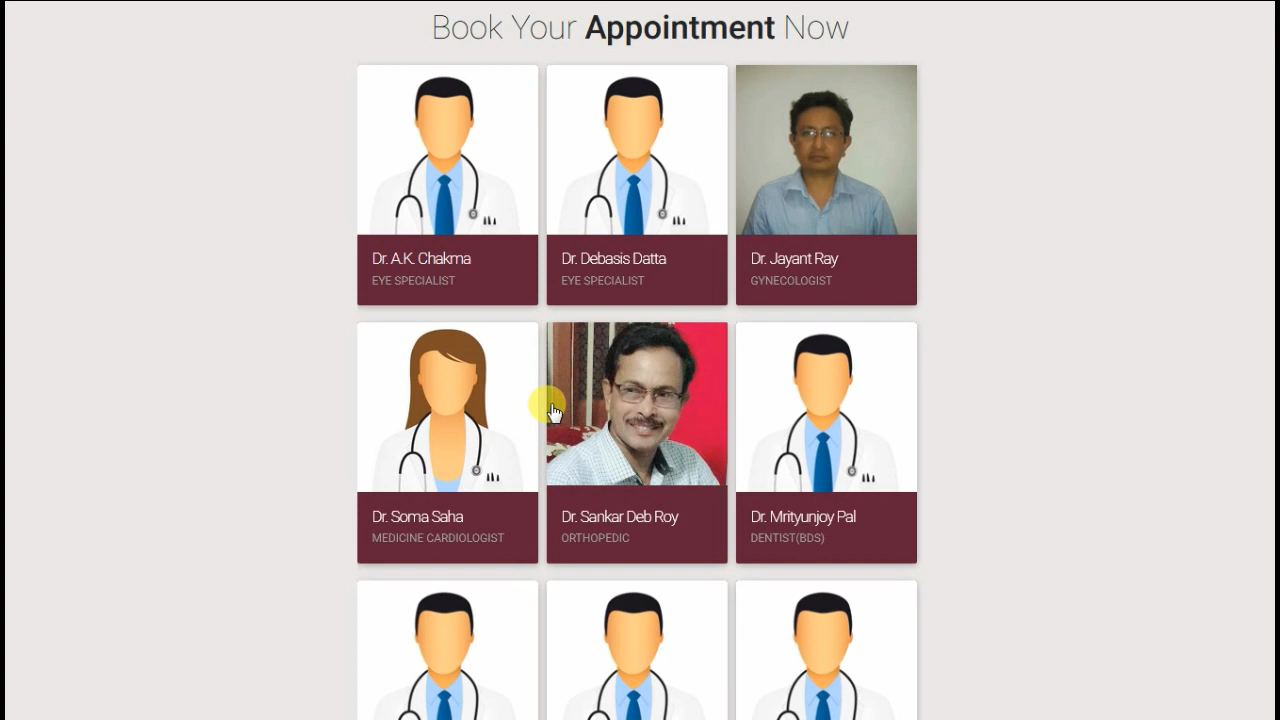 Book Your Appointment Now
Dr. A.K. Chakma
EYE SPECIALIST
Dr. Debasis Datta
EYE SPECIALIST
Dr. Jayant Ray
GYNECOLOGIST
Dr. Soma Saha
MEDICINE CARDIOLOGIST
Dr. Sankar Deb Roy
ORTHOPEDIC
Dr. Mrityunjoy Pal
DENTIST(BDS)